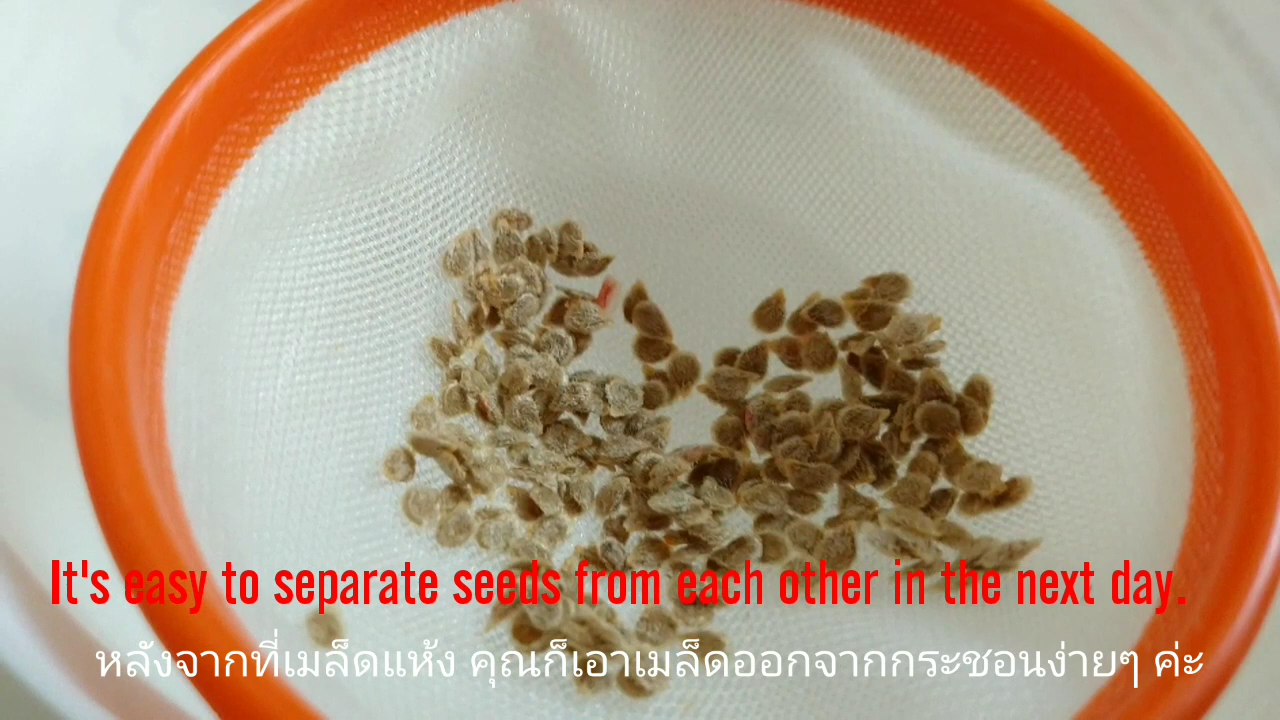 It's easy to separate seeds from each other in the next day.
หลังจากที่เมล็ดแห้ง คุณก็เอาเมล็ดออกจากกระชอนง่ายๆ ค่ะ